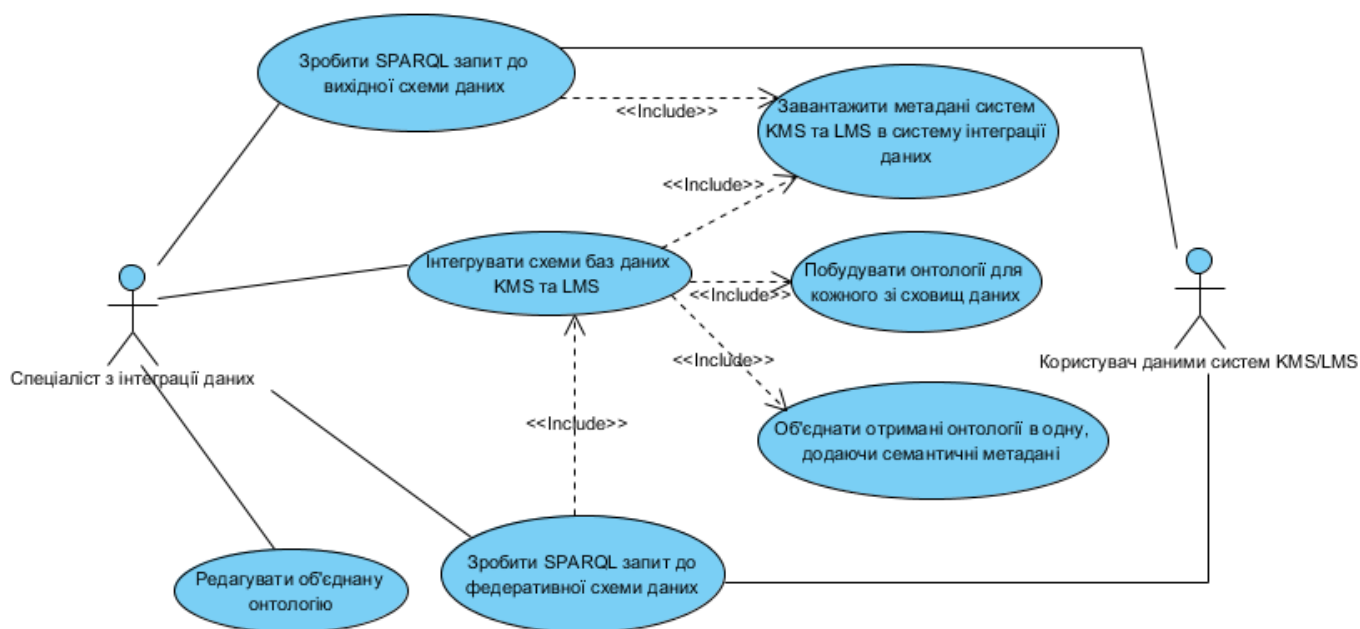 Зробити SPARQL запит до
вихідної схеми даних
<<Include>>
Завантажити метадані систем
KMS та LMS в систему інтеграції
даних
<<Include>>
Інтегрувати схеми баз даних
KMS та LMS
<<Include>>
Побудувати онтології для
кожного зі сховищ даних
<<Include>>
Спеціаліст з інтеграції даних
Користувач даними систем KMS/LMS
<<Include>>
Об'єднати отримані онтології в одну,
додаючи семантичні метадані
Редагувати об'єднану
онтологію
Зробити SPARQL запит до
федеративної схеми даних